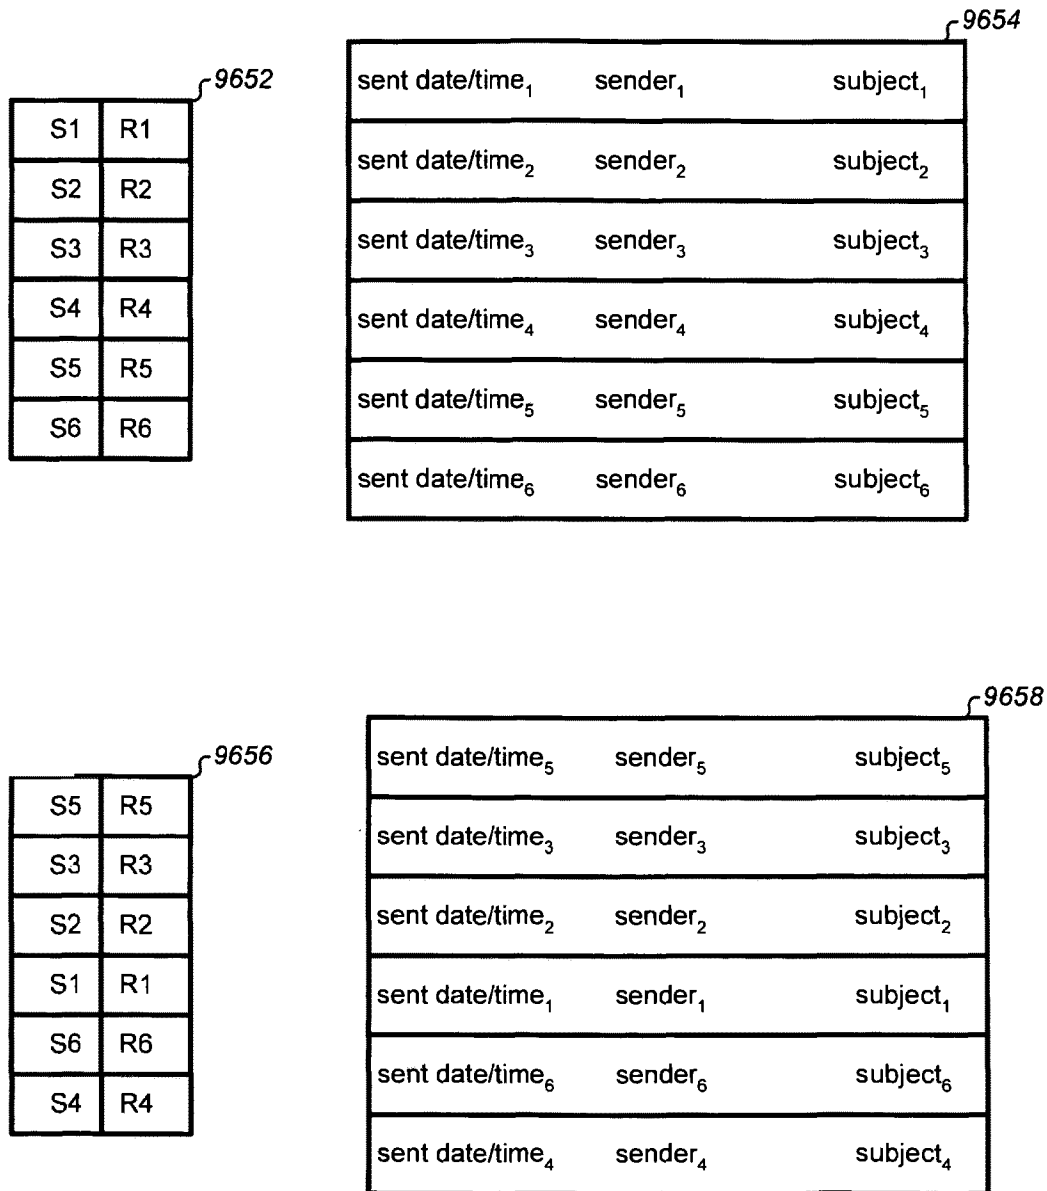 9654
sent date/time₁ sender₁ subject₁
sent date/time₂ sender₂ subject₂
sent date/time₃ sender₃ subject₃
sent date/time₄ sender₄ subject₄
sent date/time₅ sender₅ subject₅
sent date/time₆ sender₆ subject₆
9652
S1 R1
S2 R2
S3 R3
S4 R4
S5 R5
S6 R6
9658
sent date/time₅ sender₅ subject₅
sent date/time₃ sender₃ subject₃
sent date/time₂ sender₂ subject₂
sent date/time₁ sender₁ subject₁
sent date/time₆ sender₆ subject₆
sent date/time₄ sender₄ subject₄
9656
S5 R5
S3 R3
S2 R2
S1 R1
S6 R6
S4 R4